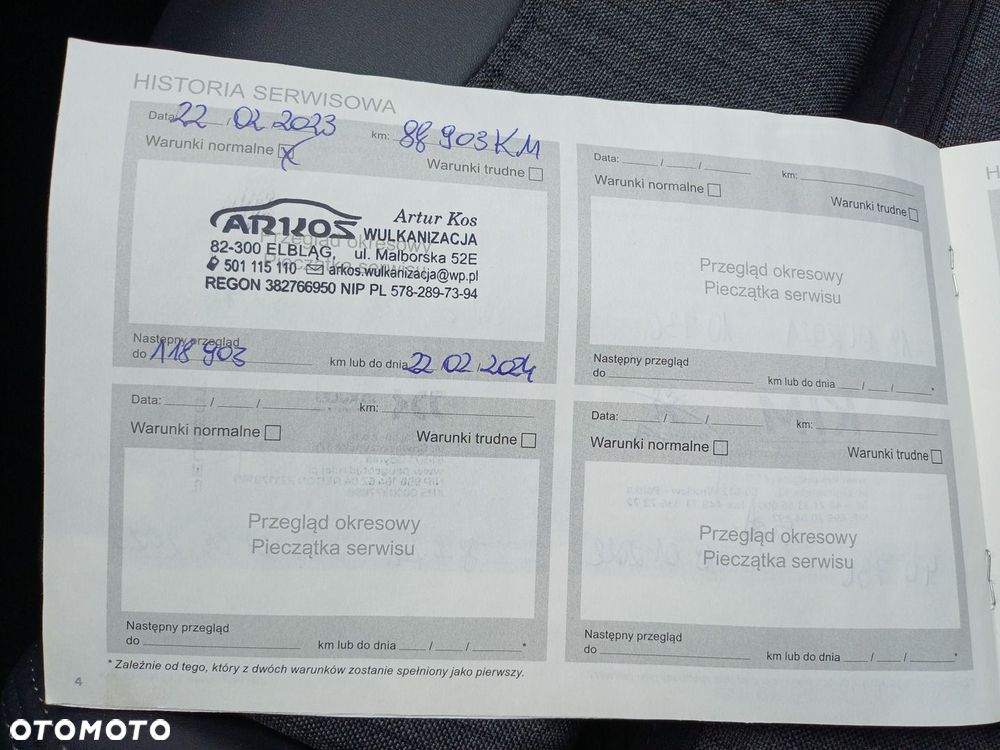 HISTORIA SERWISOWA
Data: 22.02.2023 km: 88 903 KM
Warunki normalne Warunki trudne
ARKOS Artur Kos
WULKANIZACJA
82-300 ELBLĄG, ul. Malborska 52E
501 115 110 arkos.wulkanizacja@wp.pl
REGON 382766950 NIP PL 578-289-73-94
Przegląd okresowy
Pieczątka serwisu
Następny przegląd
do 118 903 km lub do dnia 22.02.2024
Data: / / km:
Warunki normalne Warunki trudne
Przegląd okresowy
Pieczątka serwisu
Następny przegląd
do km lub do dnia / / *
Data: / / km:
Warunki normalne Warunki trudne
Przegląd okresowy
Pieczątka serwisu
Następny przegląd
do km lub do dnia / / *
Data: / / km:
Warunki normalne Warunki trudne
Przegląd okresowy
Pieczątka serwisu
Następny przegląd
do km lub do dnia / / *
* Zależnie od tego, który z dwóch warunków zostanie spełniony jako pierwszy.
4
H
OTOMOTO